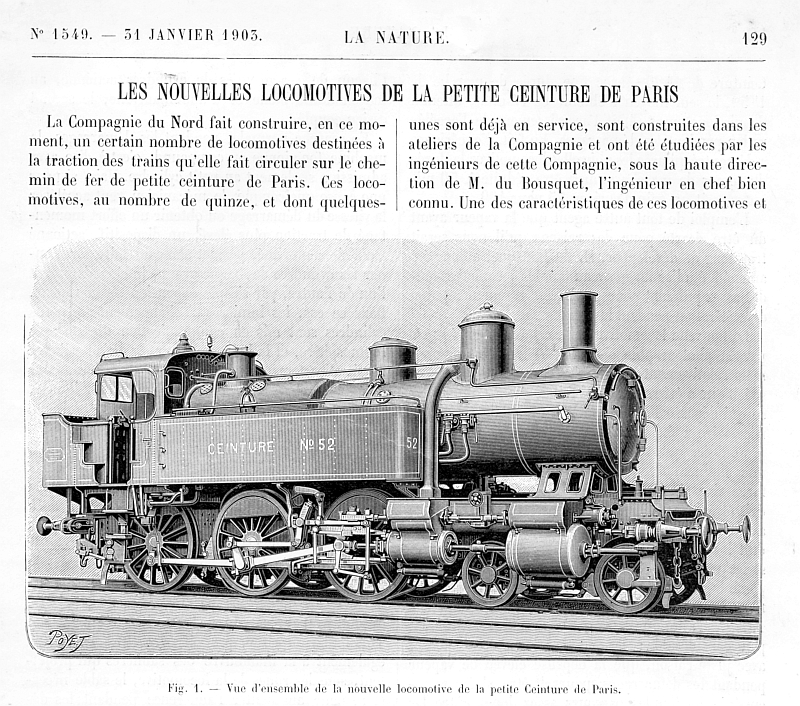 Nº 1549. — 31 JANVIER 1903.
LA NATURE.
129
LES NOUVELLES LOCOMOTIVES DE LA PETITE CEINTURE DE PARIS
La Compagnie du Nord fait construire, en ce mo-
ment, un certain nombre de locomotives destinées à
la traction des trains qu'elle fait circuler sur le che-
min de fer de petite ceinture de Paris. Ces loco-
motives, au nombre de quinze, et dont quelques-
unes sont déjà en service, sont construites dans les
ateliers de la Compagnie et ont été étudiées par les
ingénieurs de cette Compagnie, sous la haute direc-
tion de M. du Bousquet, l'ingénieur en chef bien
connu. Une des caractéristiques de ces locomotives et
CEINTURE Nº 52
52
POYET
Fig. 1. — Vue d'ensemble de la nouvelle locomotive de la petite Ceinture de Paris.